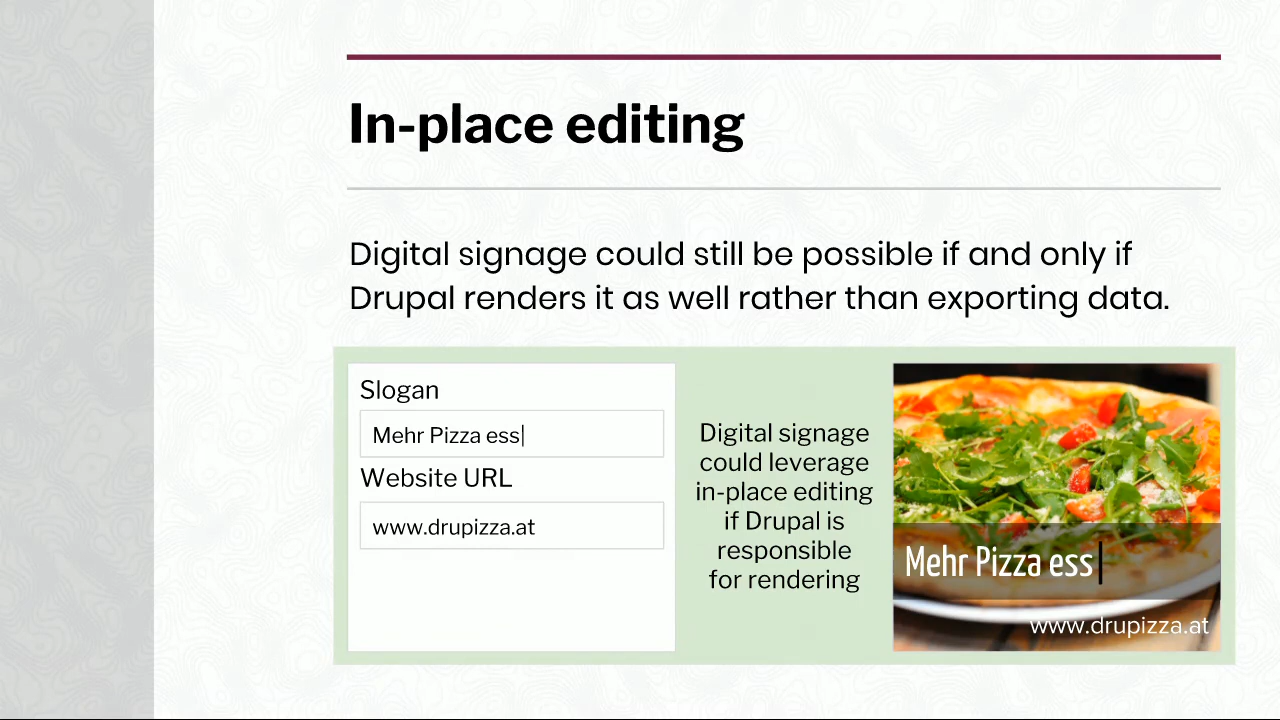 In-place editing
Digital signage could still be possible if and only if
Drupal renders it as well rather than exporting data.
Slogan
Mehr Pizza ess
Website URL
www.drupizza.at
Digital signage
could leverage
in-place editing
if Drupal is
responsible
for rendering
Mehr Pizza ess
www.drupizza.at